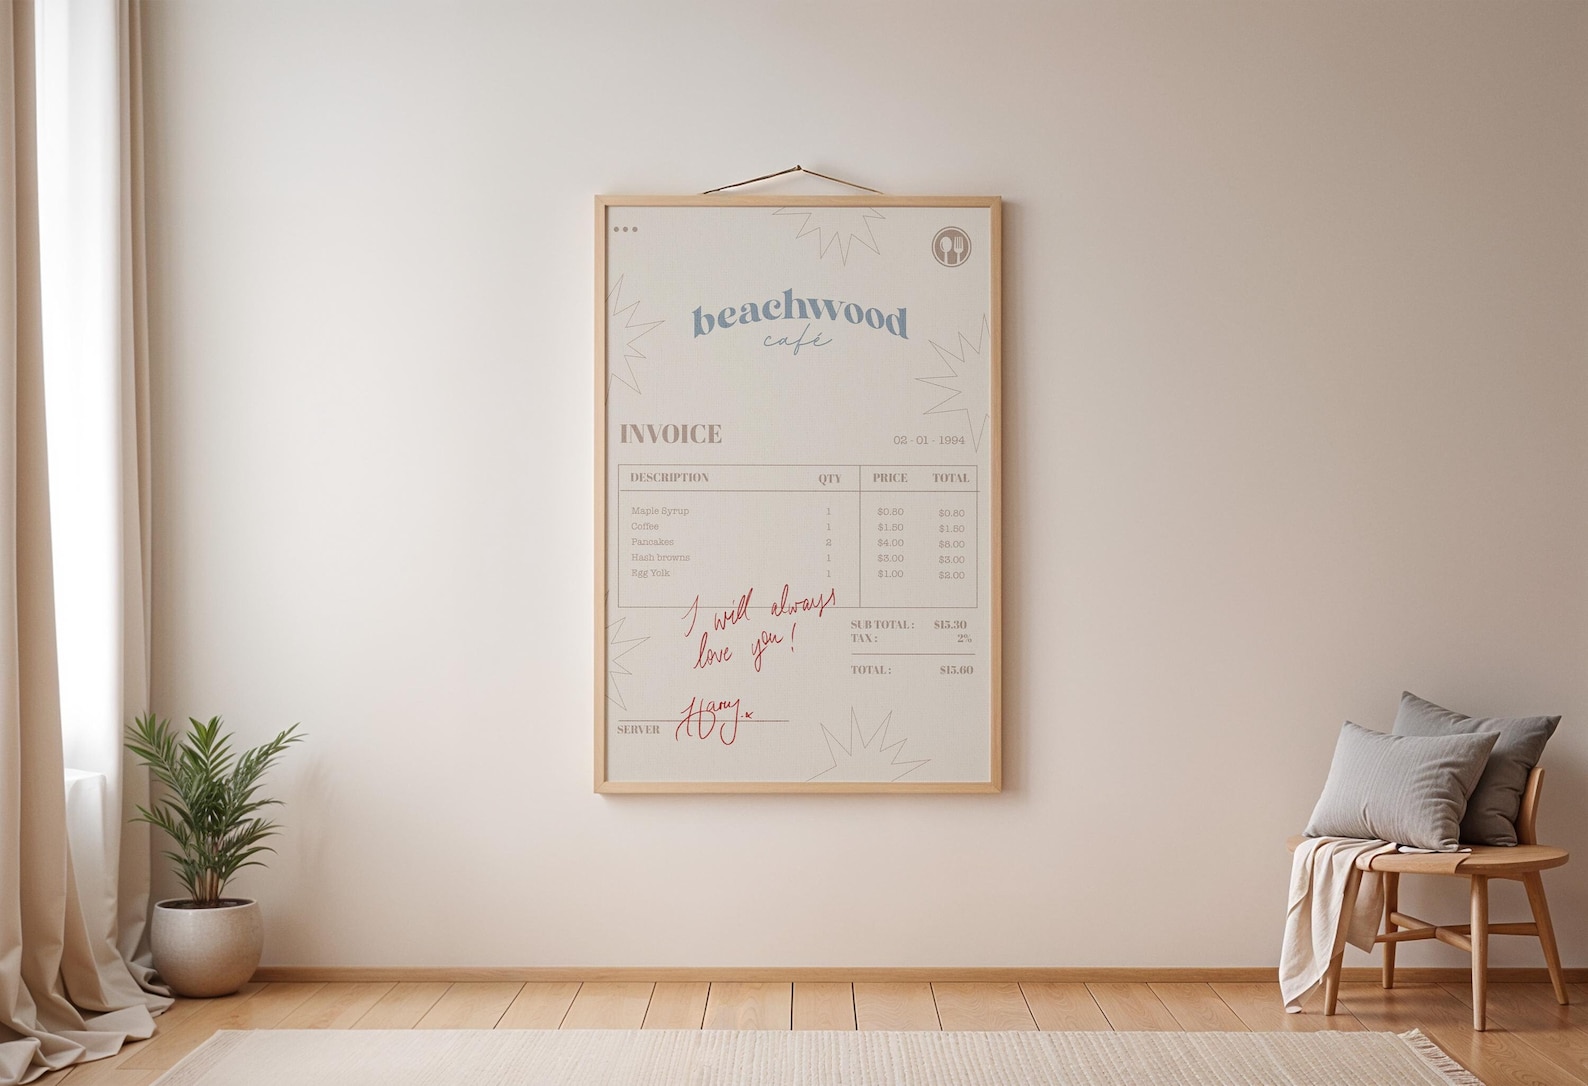 beachwood
café
INVOICE 02 - 01 - 1994
DESCRIPTION QTY PRICE TOTAL
Maple Syrup 1 $0.80 $0.80
Coffee 1 $1.50 $1.50
Pancakes 2 $4.00 $8.00
Hash browns 1 $3.00 $3.00
Egg Yolk 1 $1.00 $2.00
I will always
love you!
SUB TOTAL : $15.30
TAX : 2%
TOTAL : $15.60
Harry.x
SERVER